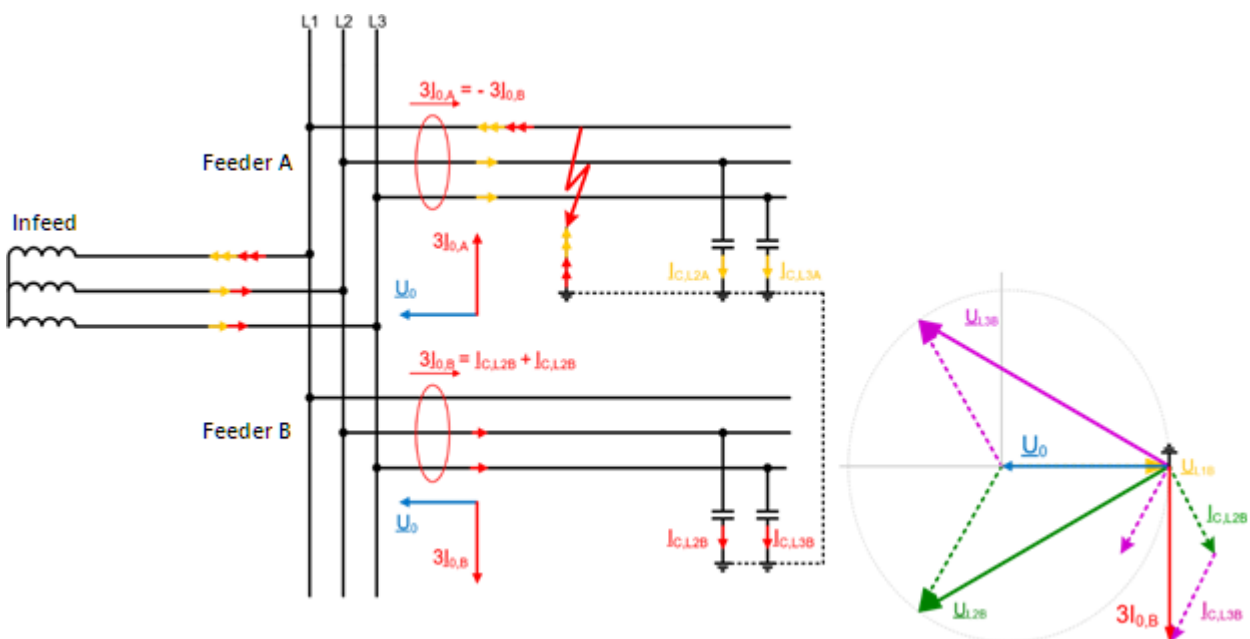 L1 L2 L3
3I0,A = - 3I0,B
Feeder A
Infeed
3I0,A
U0
IC,L2A
IC,L3A
3I0,B = IC,L2B + IC,L2B
Feeder B
U0
3I0,B
IC,L2B
IC,L3B
UL3B
U0
UL1B
IC,L2B
UL2B
3I0,B
IC,L3B